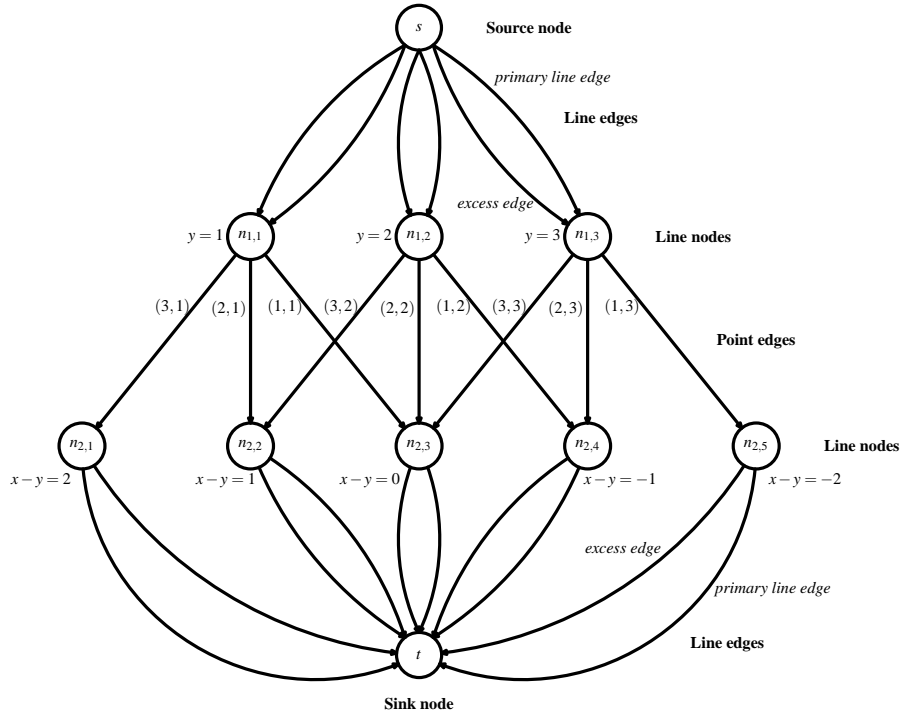 s
Source node
primary line edge
Line edges
excess edge
y = 1
n1,1
y = 2
n1,2
y = 3
n1,3
Line nodes
(3,1)
(2,1)
(1,1)
(3,2)
(2,2)
(1,2)
(3,3)
(2,3)
(1,3)
Point edges
n2,1
n2,2
n2,3
n2,4
n2,5
Line nodes
x−y = 2
x−y = 1
x−y = 0
x−y = −1
x−y = −2
excess edge
primary line edge
Line edges
t
Sink node